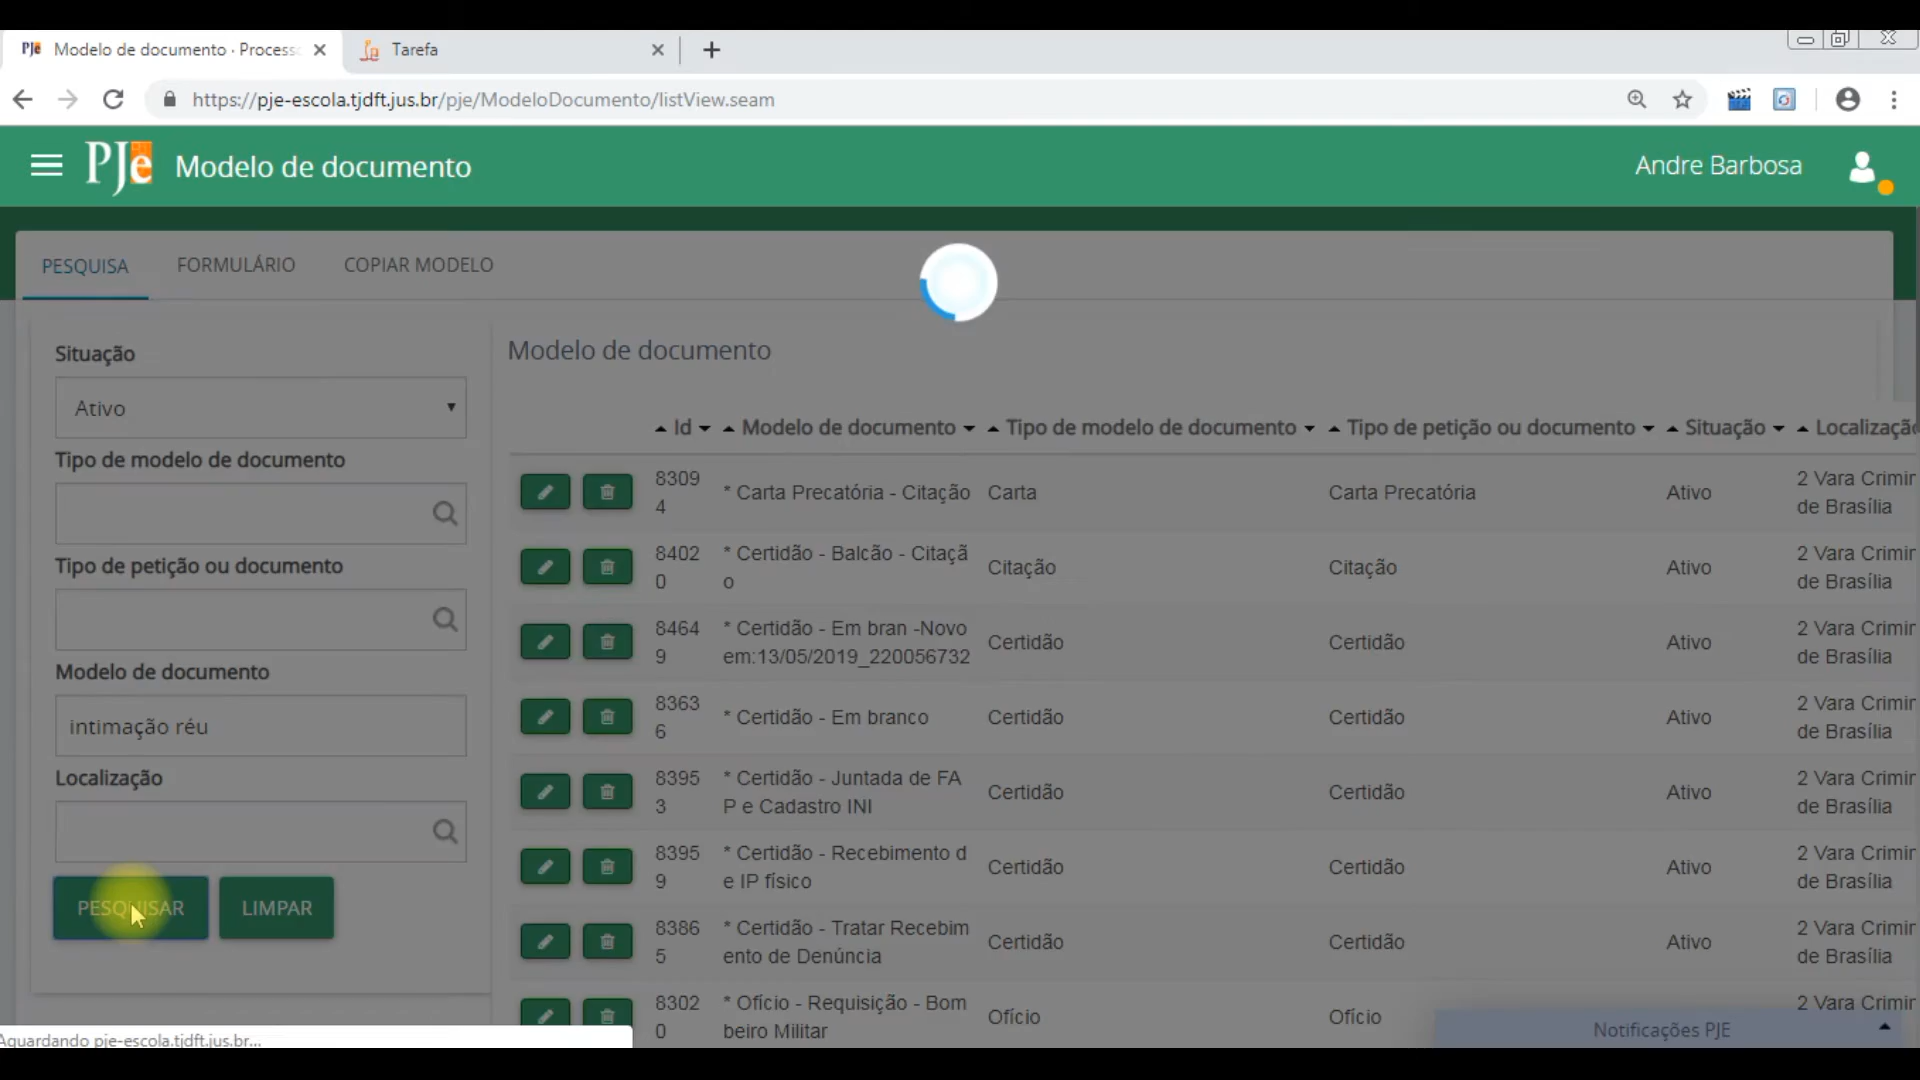 PJe Modelo de documento · Process
Tarefa
https://pje-escola.tjdft.jus.br/pje/ModeloDocumento/listView.seam
PJe Modelo de documento
Andre Barbosa
PESQUISA FORMULÁRIO COPIAR MODELO
Situação
Ativo
Tipo de modelo de documento
Tipo de petição ou documento
Modelo de documento
intimação réu
Localização
PESQUISAR LIMPAR
Modelo de documento
Id Modelo de documento Tipo de modelo de documento Tipo de petição ou documento Situação Localizaçã
8309
4
* Carta Precatória - Citação
Carta
Carta Precatória
Ativo
2 Vara Crimir
de Brasília
8402
0
* Certidão - Balcão - Citaçã
o
Citação
Citação
Ativo
2 Vara Crimir
de Brasília
8464
9
* Certidão - Em bran -Novo
em:13/05/2019_220056732
Certidão
Certidão
Ativo
2 Vara Crimir
de Brasília
8363
6
* Certidão - Em branco
Certidão
Certidão
Ativo
2 Vara Crimir
de Brasília
8395
3
* Certidão - Juntada de FA
P e Cadastro INI
Certidão
Certidão
Ativo
2 Vara Crimir
de Brasília
8395
9
* Certidão - Recebimento d
e IP físico
Certidão
Certidão
Ativo
2 Vara Crimir
de Brasília
8386
5
* Certidão - Tratar Recebim
ento de Denúncia
Certidão
Certidão
Ativo
2 Vara Crimir
de Brasília
8302
0
* Ofício - Requisição - Bom
beiro Militar
Ofício
Ofício
2 Vara Crimir
Notificações PJE
Aguardando pje-escola.tjdft.jus.br...